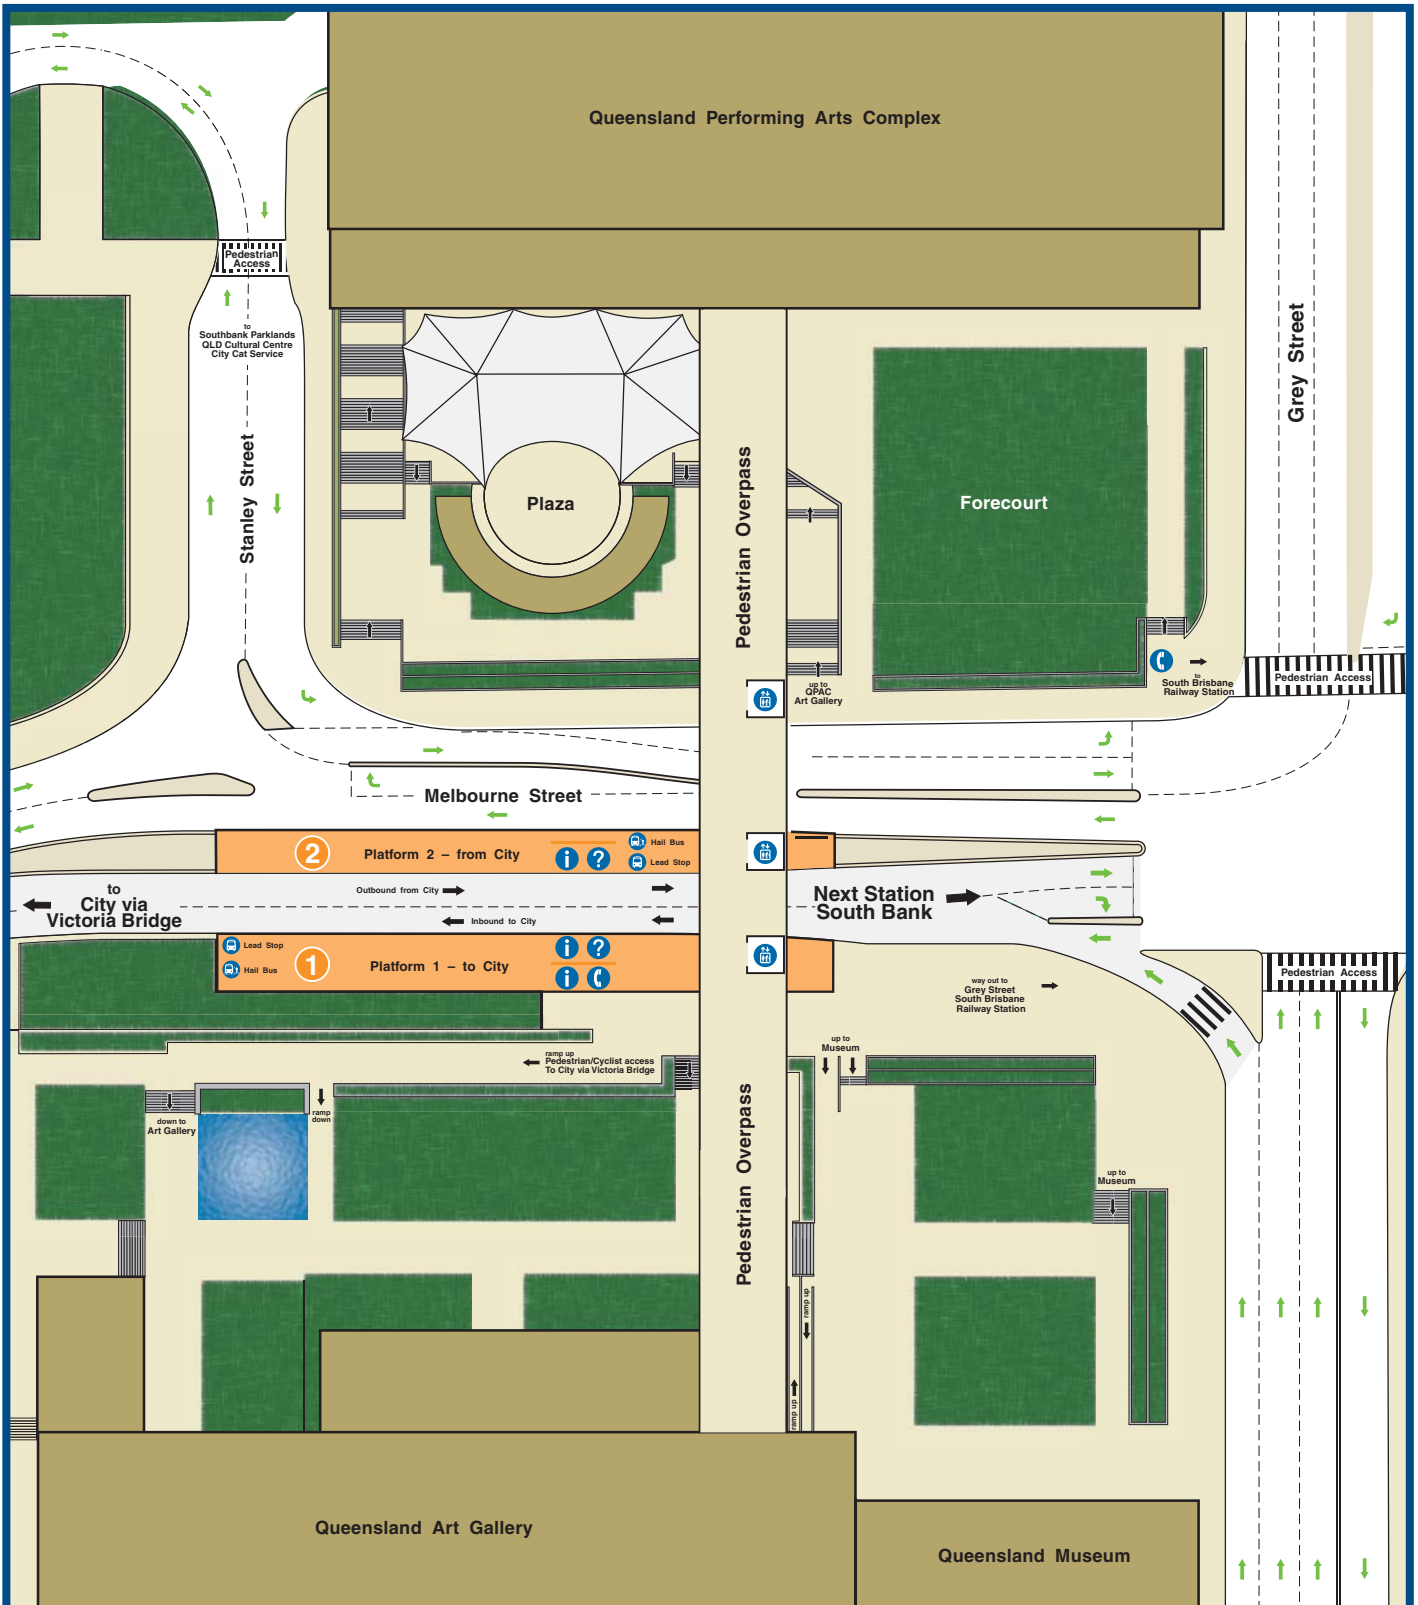 Queensland Performing Arts Complex
Pedestrian
Access
to
Southbank Parklands
QLD Cultural Centre
City Cat Service
Stanley Street
Grey Street
Plaza
Pedestrian Overpass
Forecourt
up to
QPAC
Art Gallery
to
South Brisbane
Railway Station
Pedestrian Access
Melbourne Street
2
Platform 2 – from City
i ?
Hail Bus
Lead Stop
to
City via
Victoria Bridge
Outbound from City
Inbound to City
Next Station
South Bank
Lead Stop
Hail Bus
1
Platform 1 – to City
i ?
i
way out to
Grey Street
South Brisbane
Railway Station
Pedestrian Access
ramp up
Pedestrian/Cyclist access
To City via Victoria Bridge
up to
Museum
down to
Art Gallery
ramp
down
Pedestrian Overpass
up to
Museum
ramp up
ramp up
Queensland Art Gallery
Queensland Museum